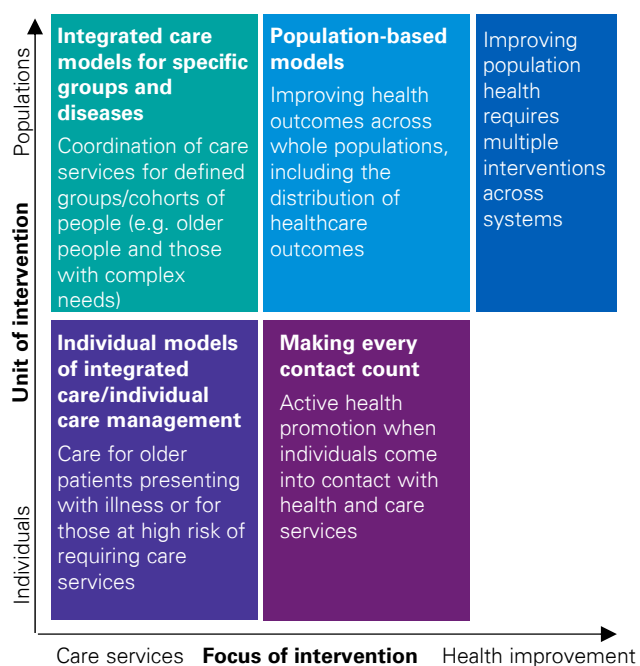 Populations
Unit of intervention
Individuals
Integrated care
models for specific
groups and
diseases
Coordination of care
services for defined
groups/cohorts of
people (e.g. older
people and those
with complex
needs)
Population-based
models
Improving health
outcomes across
whole populations,
including the
distribution of
healthcare
outcomes
Improving
population
health
requires
multiple
interventions
across
systems
Individual models
of integrated
care/individual
care management
Care for older
patients presenting
with illness or for
those at high risk of
requiring care
services
Making every
contact count
Active health
promotion when
individuals come
into contact with
health and care
services
Care services Focus of intervention Health improvement